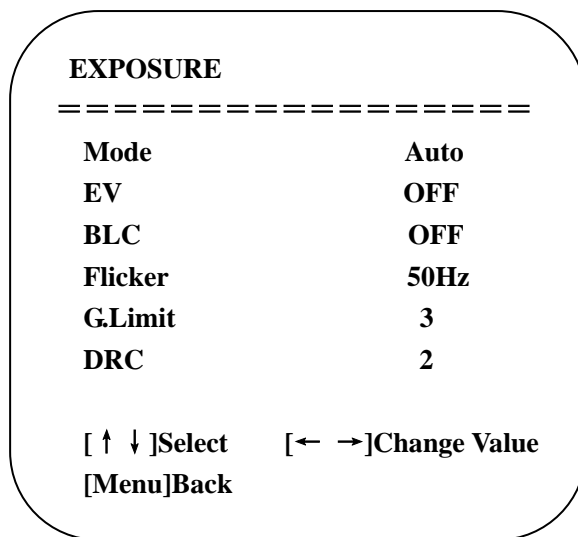 EXPOSURE
=================
Mode Auto
EV OFF
BLC OFF
Flicker 50Hz
G.Limit 3
DRC 2
[↑ ↓]Select [← →]Change Value
[Menu]Back